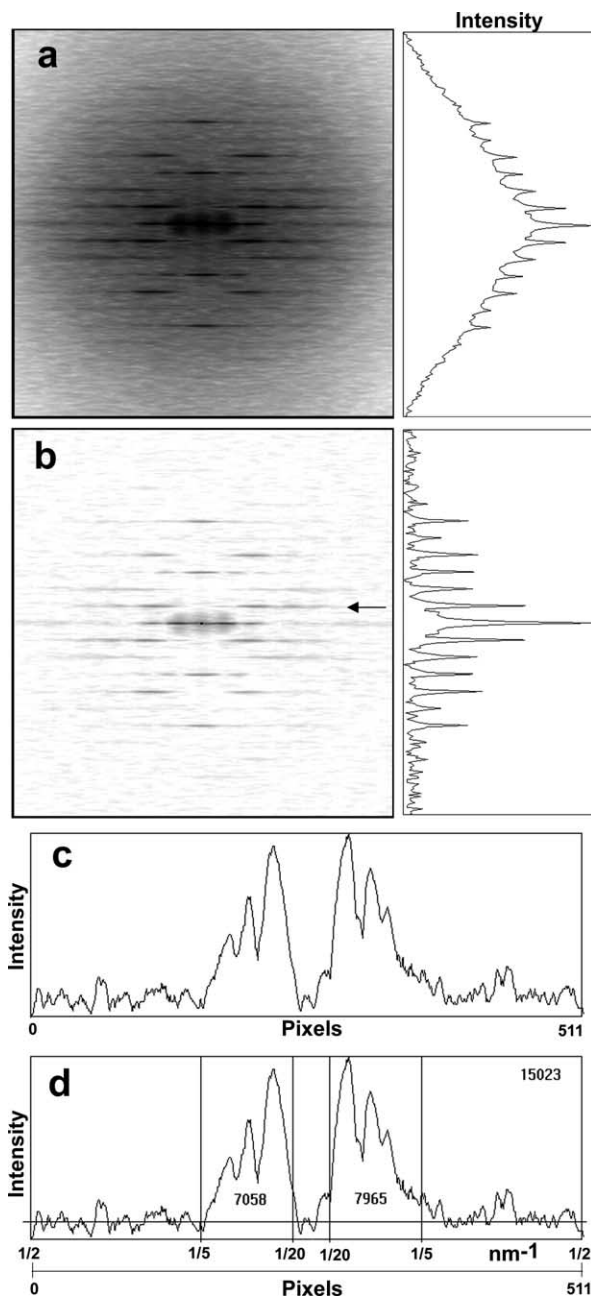 Intensity
a
b
c
Intensity
0
Pixels
511
d
15023
Intensity
7058
7965
1/2
1/5
1/20
1/20
1/5
nm-1
1/2
0
Pixels
511